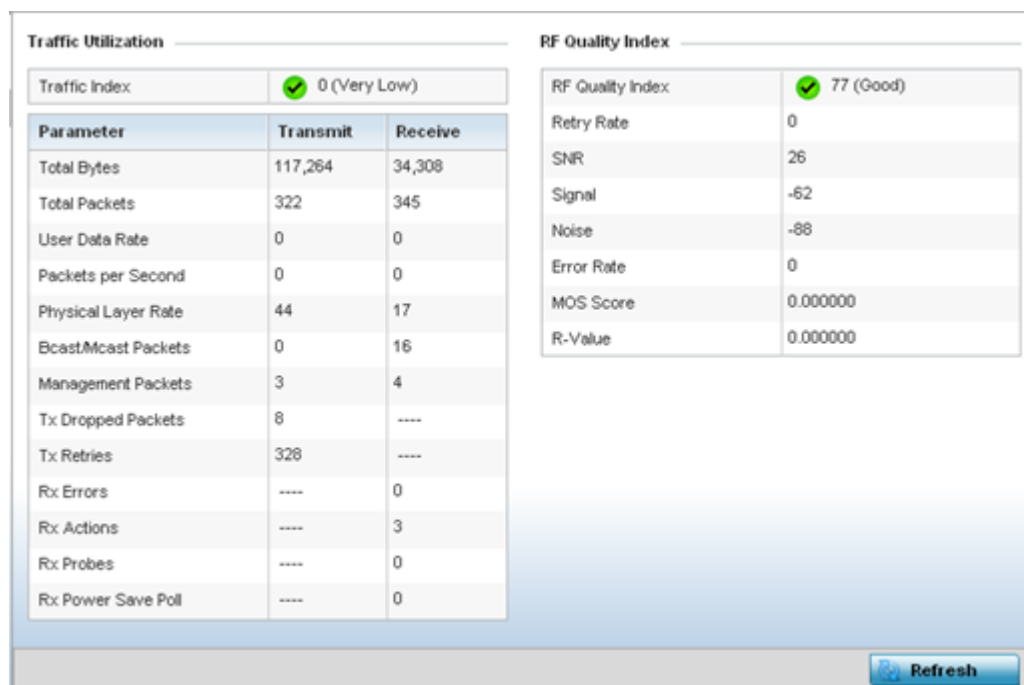 Traffic Utilization
Traffic Index 0 (Very Low)
Parameter Transmit Receive
Total Bytes 117,264 34,308
Total Packets 322 345
User Data Rate 0 0
Packets per Second 0 0
Physical Layer Rate 44 17
Bcast/Mcast Packets 0 16
Management Packets 3 4
Tx Dropped Packets 8 ----
Tx Retries 328 ----
Rx Errors ---- 0
Rx Actions ---- 3
Rx Probes ---- 0
Rx Power Save Poll ---- 0
RF Quality Index
RF Quality Index 77 (Good)
Retry Rate 0
SNR 26
Signal -62
Noise -88
Error Rate 0
MOS Score 0.000000
R-Value 0.000000
Refresh